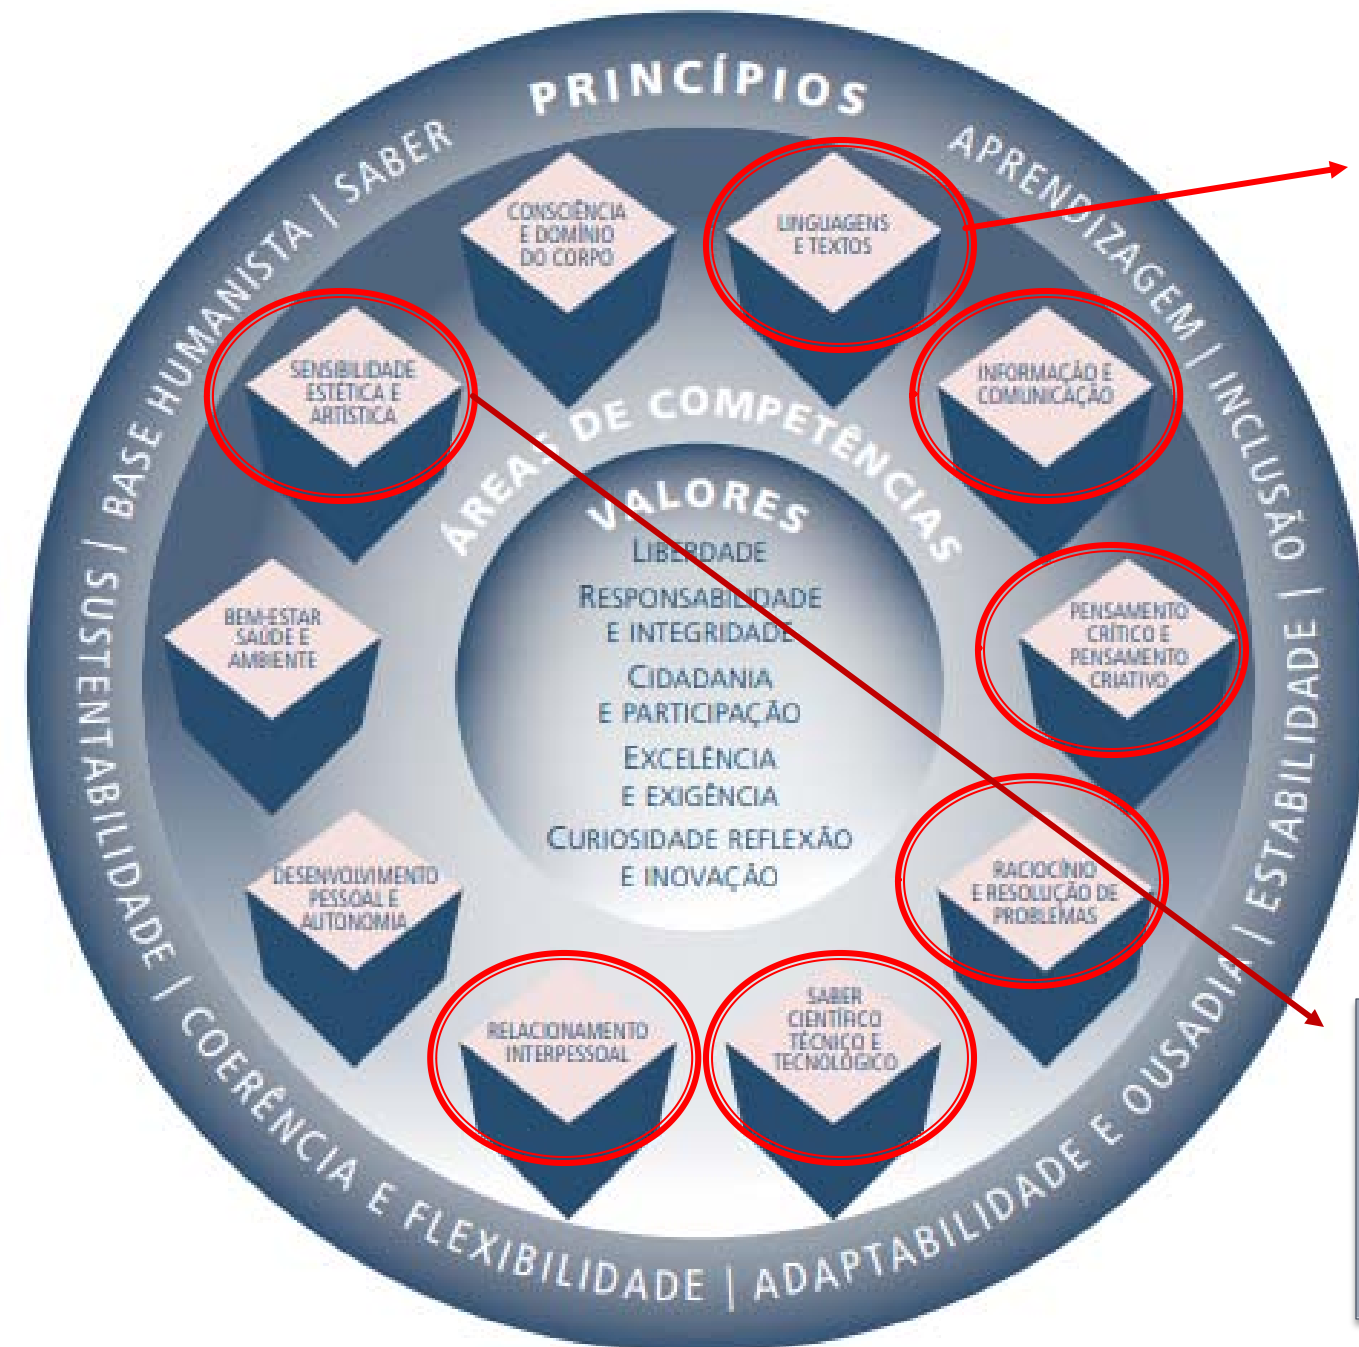 PRINCÍPIOS
SUSTENTABILIDADE | BASE HUMANISTA | SABER
APRENDIZAGEM | INCLUSÃO | ESTABILIDADE |
COERÊNCIA E FLEXIBILIDADE | ADAPTABILIDADE E OUSADIA |
CONSCIÊNCIA
E DOMÍNIO
DO CORPO
LINGUAGENS
E TEXTOS
SENSIBILIDADE
ESTÉTICA E
ARTÍSTICA
INFORMAÇÃO E
COMUNICAÇÃO
ÁREAS DE COMPETÊNCIAS
VALORES
LIBERDADE
RESPONSABILIDADE
E INTEGRIDADE
CIDADANIA
E PARTICIPAÇÃO
EXCELÊNCIA
E EXIGÊNCIA
CURIOSIDADE REFLEXÃO
E INOVAÇÃO
BEM-ESTAR
SAÚDE E
AMBIENTE
PENSAMENTO
CRÍTICO E
PENSAMENTO
CRIATIVO
DESENVOLVIMENTO
PESSOAL E
AUTONOMIA
RACIOCÍNIO
E RESOLUÇÃO DE
PROBLEMAS
RELACIONAMENTO
INTERPESSOAL
SABER
CIENTÍFICO
TÉCNICO E
TECNOLÓGICO